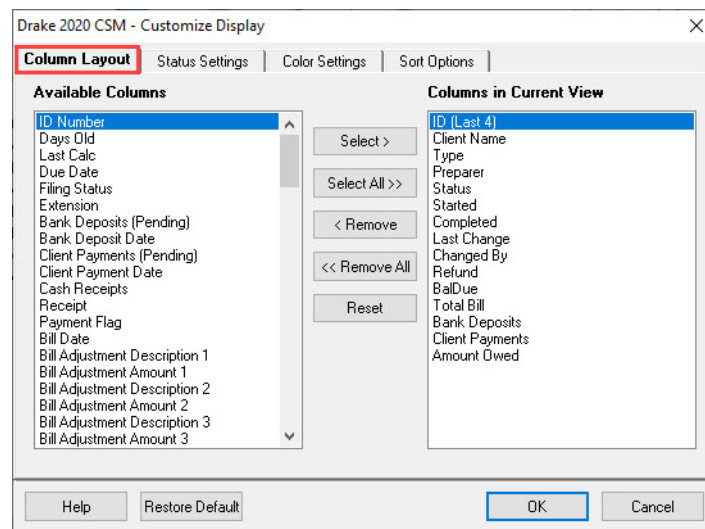 Drake 2020 CSM - Customize Display
Column Layout
Status Settings
Color Settings
Sort Options
Available Columns
ID Number
Days Old
Last Calc
Due Date
Filing Status
Extension
Bank Deposits (Pending)
Bank Deposit Date
Client Payments (Pending)
Client Payment Date
Cash Receipts
Receipt
Payment Flag
Bill Date
Bill Adjustment Description 1
Bill Adjustment Amount 1
Bill Adjustment Description 2
Bill Adjustment Amount 2
Bill Adjustment Description 3
Bill Adjustment Amount 3
Select >
Select All >>
< Remove
<< Remove All
Reset
Columns in Current View
ID (Last 4)
Client Name
Type
Preparer
Status
Started
Completed
Last Change
Changed By
Refund
BalDue
Total Bill
Bank Deposits
Client Payments
Amount Owed
Help
Restore Default
OK
Cancel